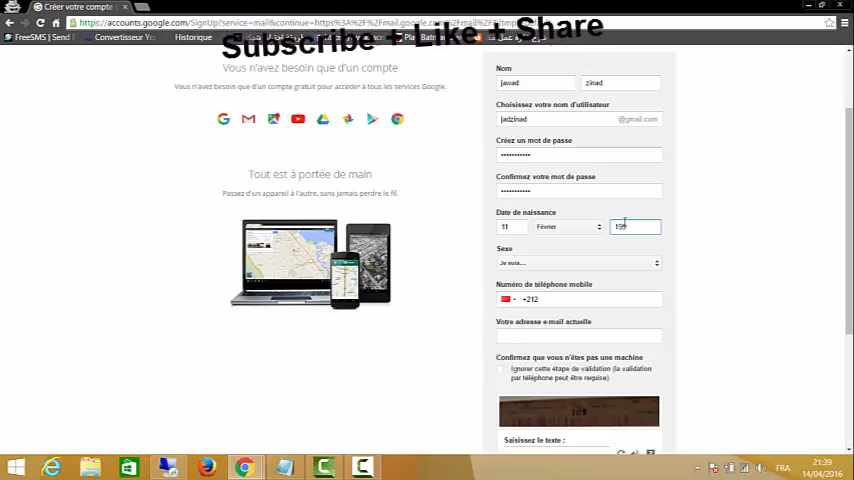 Créer votre compte G
https://accounts.google.com/SignUp?service=mail&continue=https%3A%2F%2Fmail.google.com%2Fmail%2F
FreeSMS | Send
Convertisseur
Historique
Play Batman
Subscribe + Like + Share
Vous n'avez besoin que d'un compte
Vous n'avez besoin que d'un compte gratuit pour accéder à tous les services Google.
Tout est à portée de main
Passez d'un appareil à l'autre, sans jamais perdre le fil.
Nom
jawad zinad
Choisissez votre nom d'utilisateur
jadzinad @gmail.com
Créez un mot de passe
•••••••••••
Confirmez votre mot de passe
•••••••••••
Date de naissance
11 Février 199
Sexe
Je suis...
Numéro de téléphone mobile
+212
Votre adresse e-mail actuelle
Confirmez que vous n'êtes pas une machine
Ignorer cette étape de validation (la validation
par téléphone peut être requise)
109
Saisissez le texte :
FR
21:39
14/04/2016